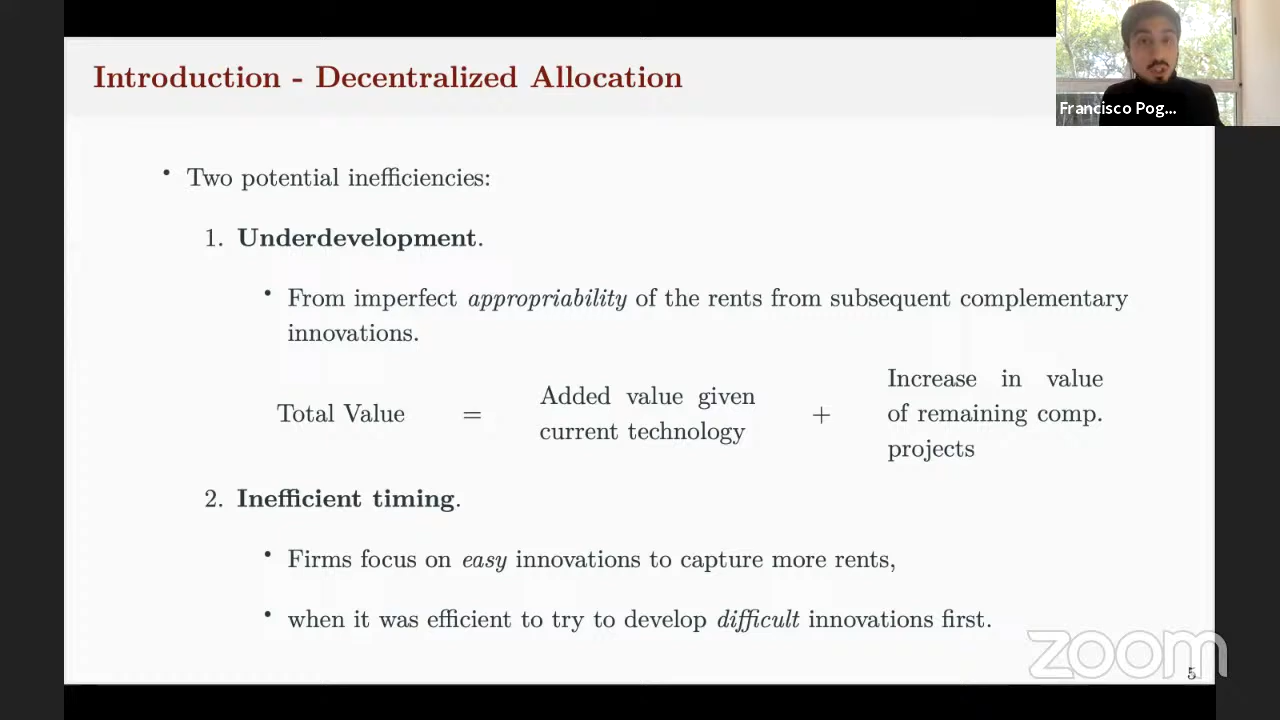 Introduction - Decentralized Allocation
Francisco Pog...
• Two potential inefficiencies:
1. Underdevelopment.
• From imperfect appropriability of the rents from subsequent complementary
innovations.
Total Value = Added value given current technology + Increase in value of remaining comp. projects
2. Inefficient timing.
• Firms focus on easy innovations to capture more rents,
• when it was efficient to try to develop difficult innovations first.
zoom
5